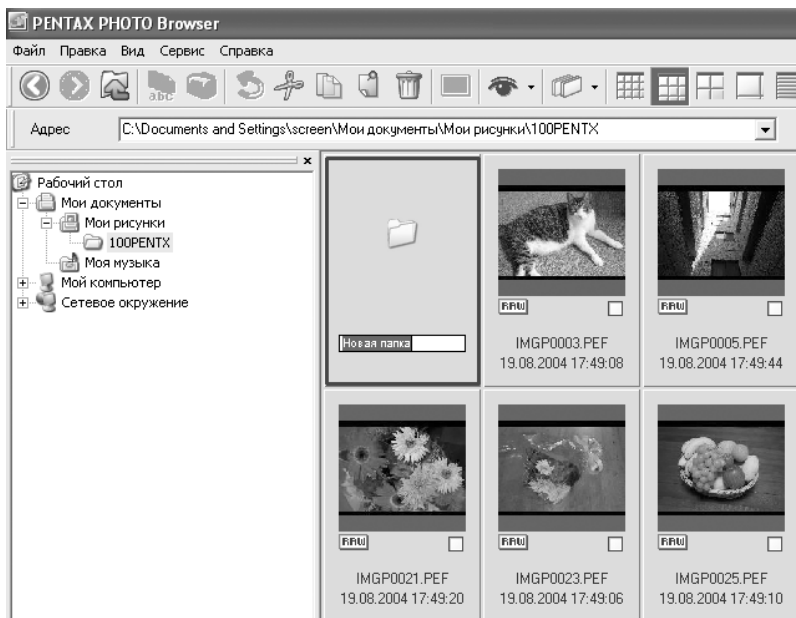 PENTAX PHOTO Browser
Файл Правка Вид Сервис Справка
abc
Адрес C:\Documents and Settings\screen\Мои документы\Мои рисунки\100PENTX
x
Рабочий стол
Мои документы
Мои рисунки
100PENTX
Моя музыка
Мой компьютер
Сетевое окружение
Новая папка
RAW
RAW
IMGP0003.PEF
IMGP0005.PEF
19.08.2004 17:49:08
19.08.2004 17:49:44
RAW
RAW
RAW
IMGP0021.PEF
IMGP0023.PEF
IMGP0025.PEF
19.08.2004 17:49:20
19.08.2004 17:49:06
19.08.2004 17:49:10